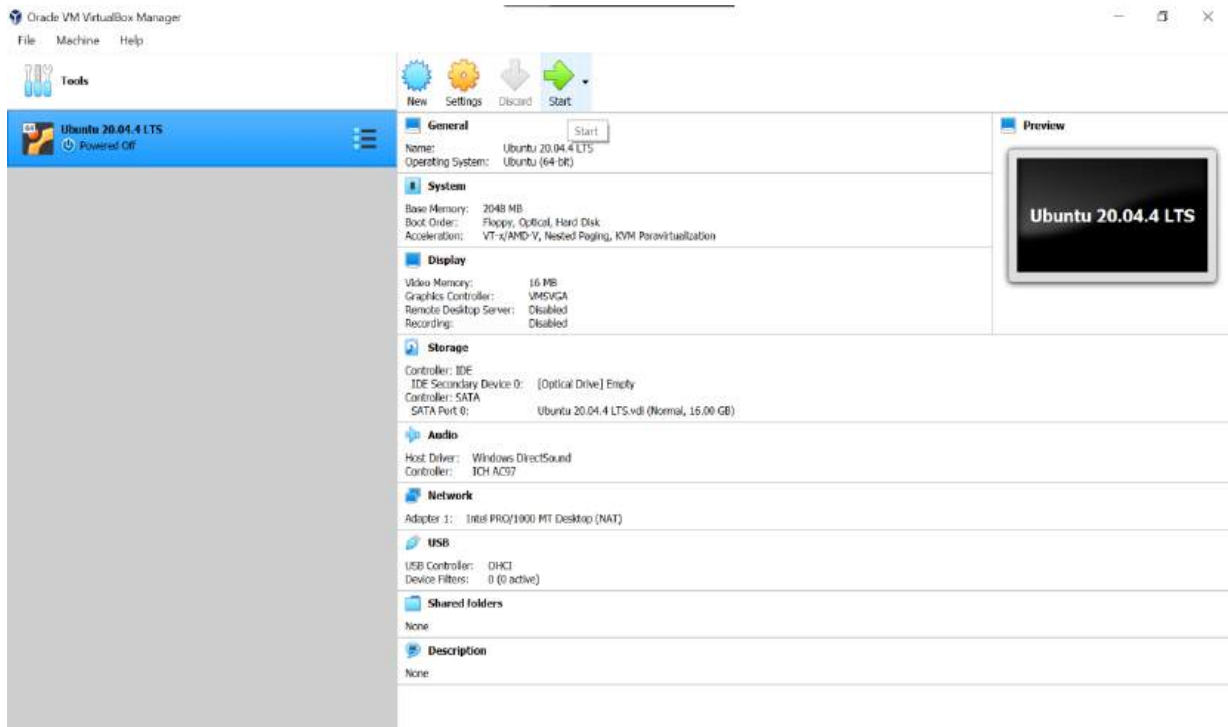 Oracle VM VirtualBox Manager
File Machine Help
Tools
New Settings Discard Start
Ubuntu 20.04.4 LTS
Powered Off
Start
General
Name: Ubuntu 20.04.4 LTS
Operating System: Ubuntu (64-bit)
System
Base Memory: 2048 MB
Boot Order: Floppy, Optical, Hard Disk
Acceleration: VT-x/AMD-V, Nested Paging, KVM Paravirtualization
Display
Video Memory: 16 MB
Graphics Controller: VMSVGA
Remote Desktop Server: Disabled
Recording: Disabled
Storage
Controller: IDE
IDE Secondary Device 0: [Optical Drive] Empty
Controller: SATA
SATA Port 0: Ubuntu 20.04.4 LTS.vdi (Normal, 16.00 GB)
Audio
Host Driver: Windows DirectSound
Controller: ICH AC97
Network
Adapter 1: Intel PRO/1000 MT Desktop (NAT)
USB
USB Controller: OHCI
Device Filters: 0 (0 active)
Shared folders
None
Description
None
Preview
Ubuntu 20.04.4 LTS